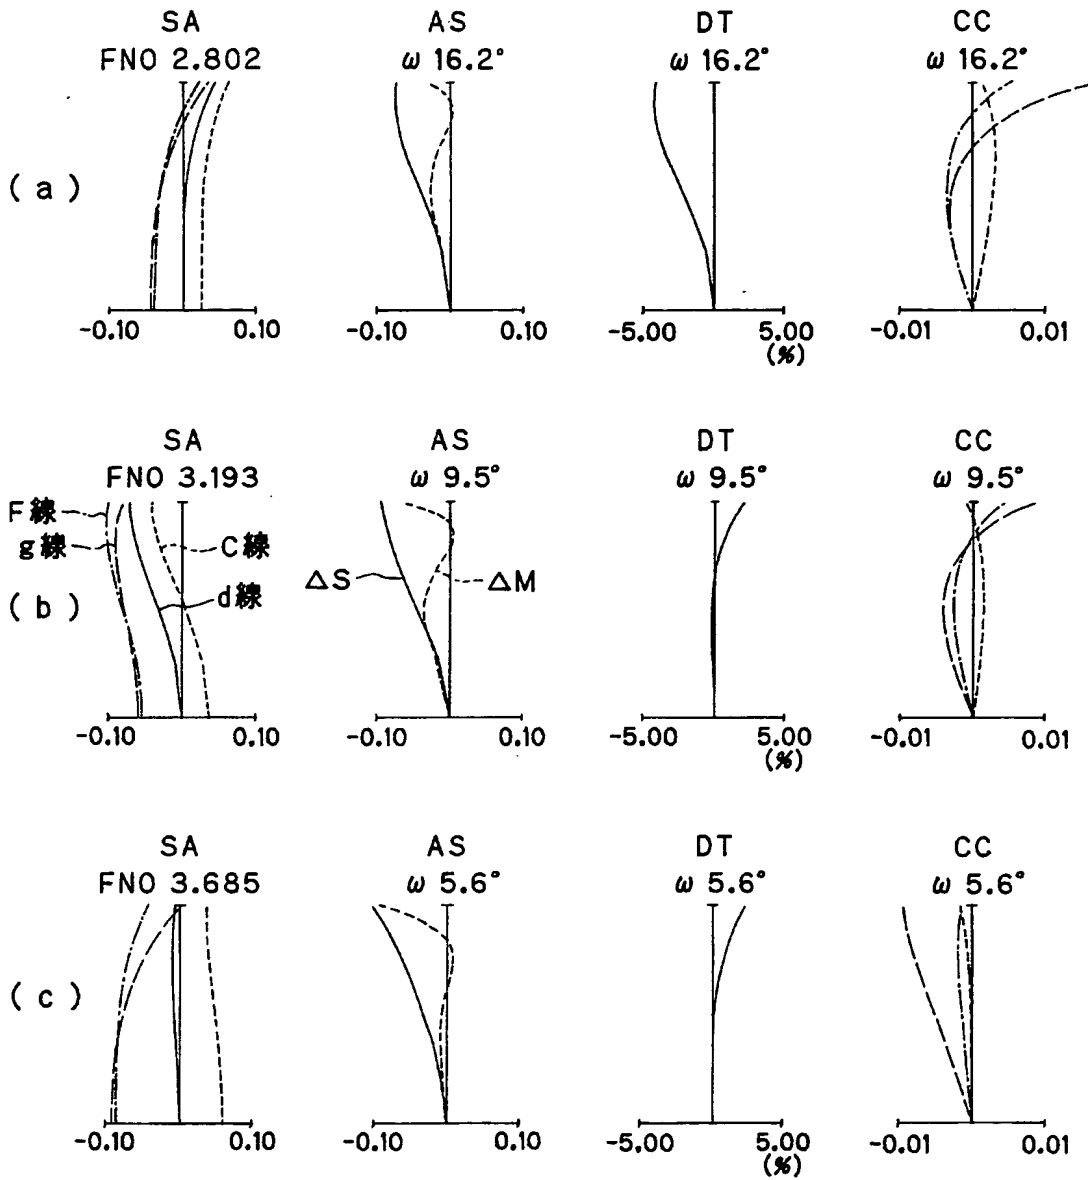 SA AS DT CC
FNO 2.802 ω 16.2° ω 16.2° ω 16.2°
(a)
-0.10 0.10 -0.10 0.10 -5.00 5.00 -0.01 0.01
(%)
SA AS DT CC
FNO 3.193 ω 9.5° ω 9.5° ω 9.5°
F線
g線 C線
ΔS ΔM
(b) d線
-0.10 0.10 -0.10 0.10 -5.00 5.00 -0.01 0.01
(%)
SA AS DT CC
FNO 3.685 ω 5.6° ω 5.6° ω 5.6°
(c)
-0.10 0.10 -0.10 0.10 -5.00 5.00 -0.01 0.01
(%)